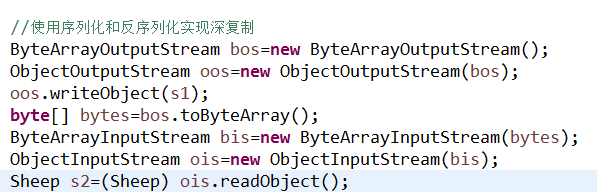 //使用序列化和反序列化实现深复制
ByteArrayOutputStream bos=new ByteArrayOutputStream();
ObjectOutputStream oos=new ObjectOutputStream(bos);
oos.writeObject(s1);
byte[] bytes=bos.toByteArray();
ByteArrayInputStream bis=new ByteArrayInputStream(bytes);
ObjectInputStream ois=new ObjectInputStream(bis);
Sheep s2=(Sheep) ois.readObject();